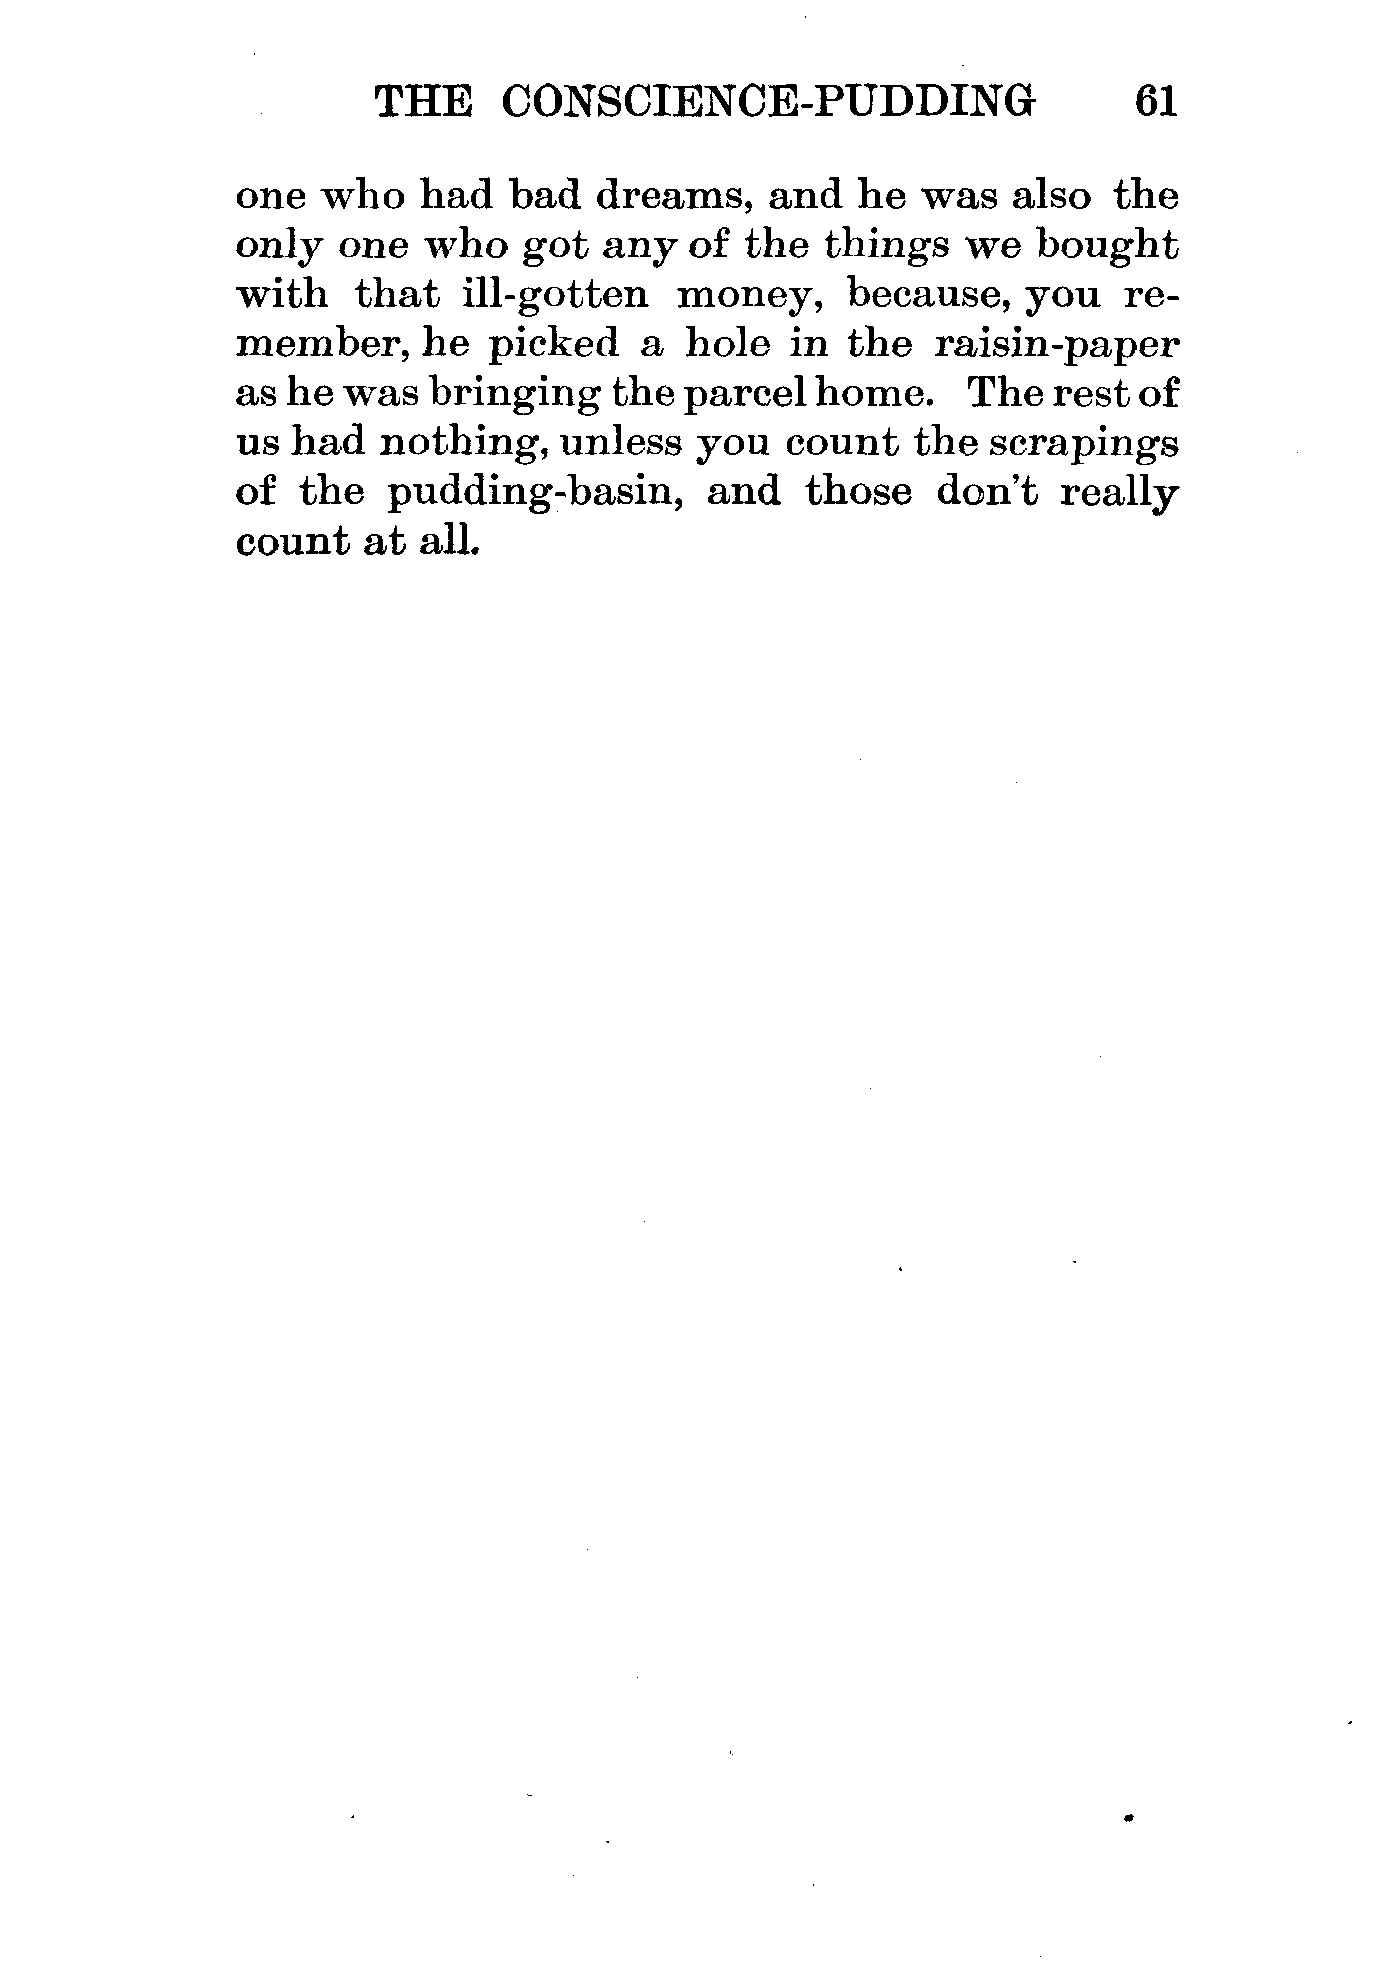 THE CONSCIENCE-PUDDING 61
one who had bad dreams, and he was also the
only one who got any of the things we bought
with that ill-gotten money, because, you re-
member, he picked a hole in the raisin-paper
as he was bringing the parcel home. The rest of
us had nothing, unless you count the scrapings
of the pudding-basin, and those don't really
count at all.